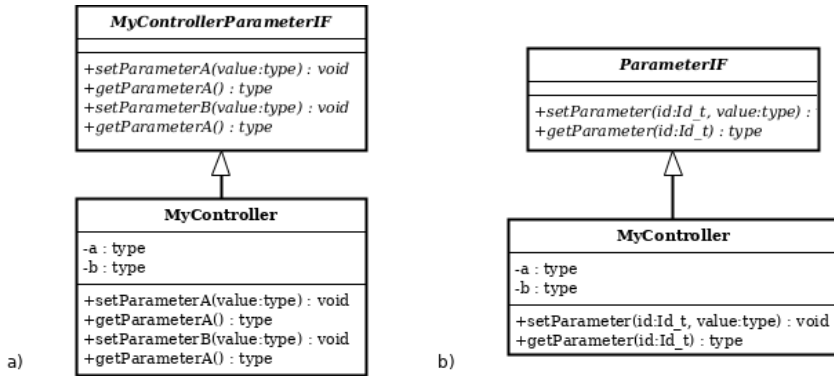 MyControllerParameterIF
+setParameterA(value:type) : void
+getParameterA() : type
+setParameterB(value:type) : void
+getParameterA() : type
MyController
-a : type
-b : type
+setParameterA(value:type) : void
+getParameterA() : type
+setParameterB(value:type) : void
+getParameterA() : type
a)
ParameterIF
+setParameter(id:Id_t, value:type) :
+getParameter(id:Id_t) : type
MyController
-a : type
-b : type
+setParameter(id:Id_t, value:type) : void
+getParameter(id:Id_t) : type
b)